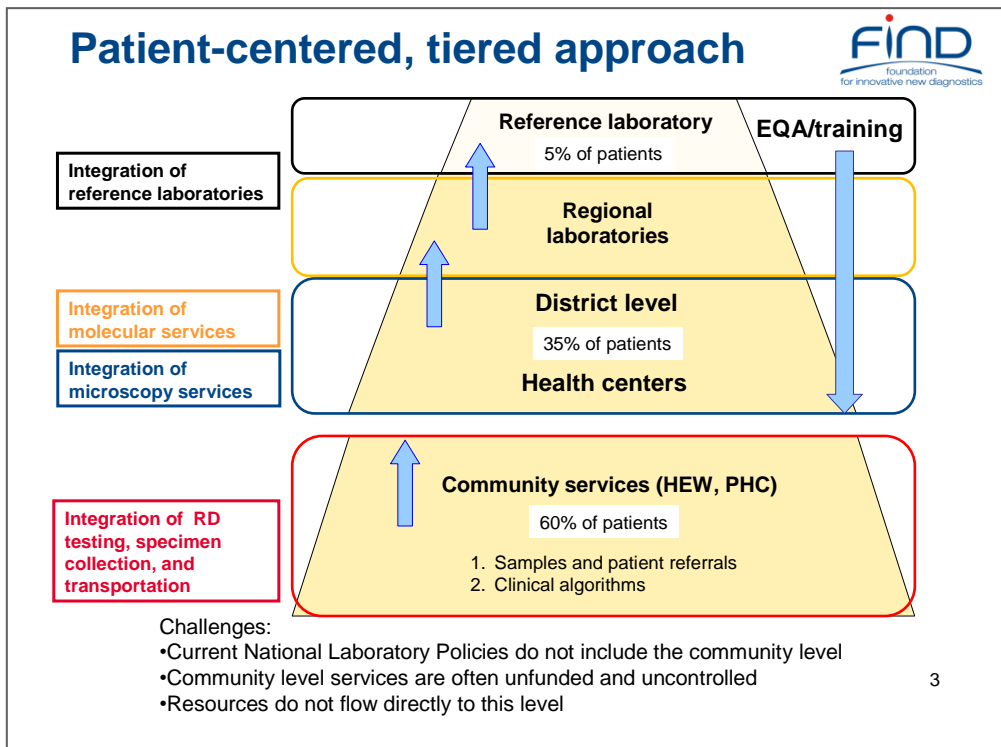 Patient-centered, tiered approach
FIND
foundation
for innovative new diagnostics
Reference laboratory
5% of patients
EQA/training
Integration of
reference laboratories
Regional
laboratories
Integration of
molecular services
Integration of
microscopy services
District level
35% of patients
Health centers
Community services (HEW, PHC)
60% of patients
1. Samples and patient referrals
2. Clinical algorithms
Integration of  RD
testing, specimen
collection, and
transportation
Challenges:
•Current National Laboratory Policies do not include the community level
•Community level services are often unfunded and uncontrolled
•Resources do not flow directly to this level
3